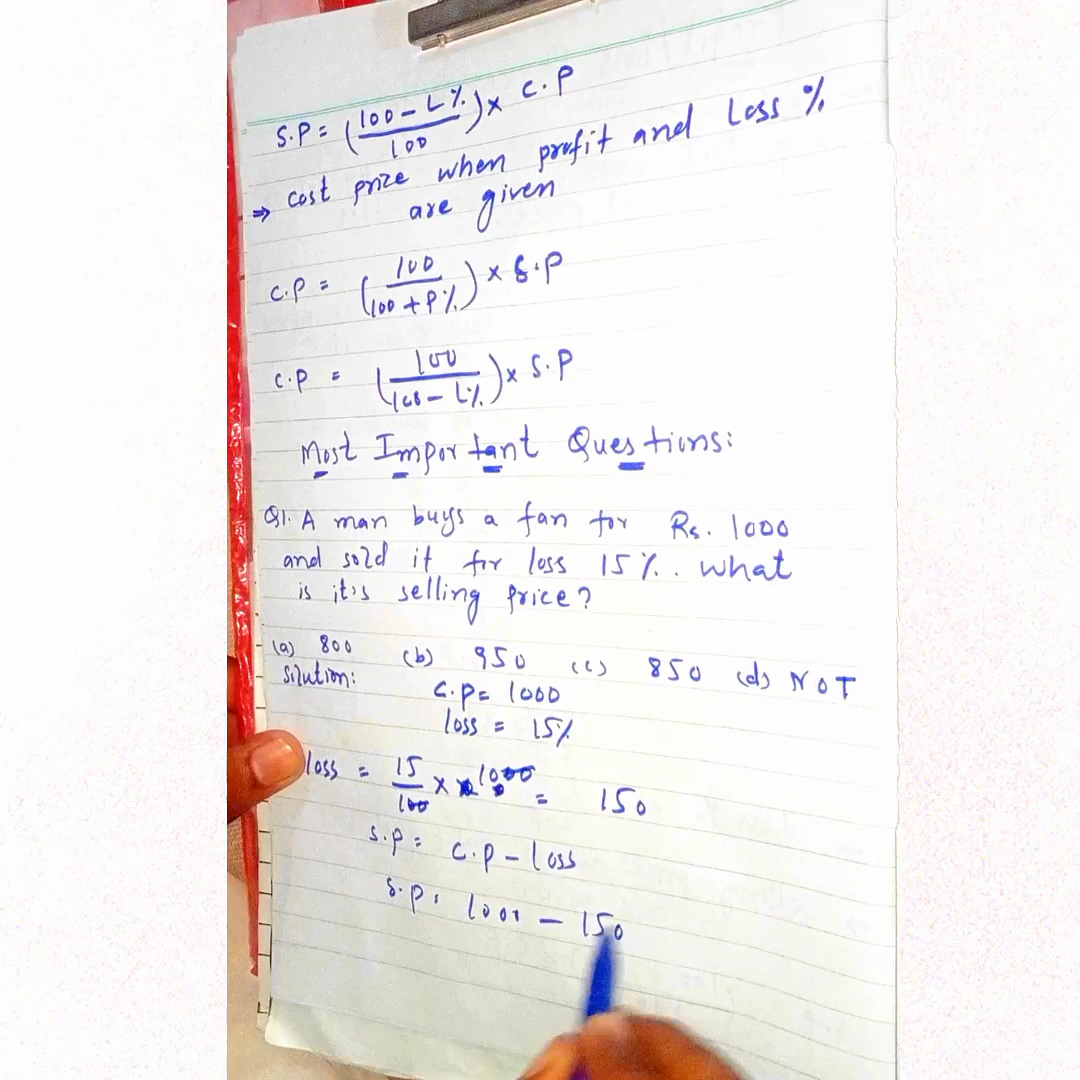 S.P = (100 - L% / 100) × C.P
⇒ cost prize when profit and Loss %
are given
C.P = (100 / 100 + P%) × S.P
C.P = (100 / 100 - L%) × S.P
Most Important Questions:
Q1. A man buys a fan for Rs. 1000
and sold it for loss 15%. What
is it's selling price?
(a) 800 (b) 950 (c) 850 (d) NOT
Solution:
C.P = 1000
loss = 15%
loss = 15/100 × 1000 = 150
S.P = C.P - loss
S.P = 1000 - 150